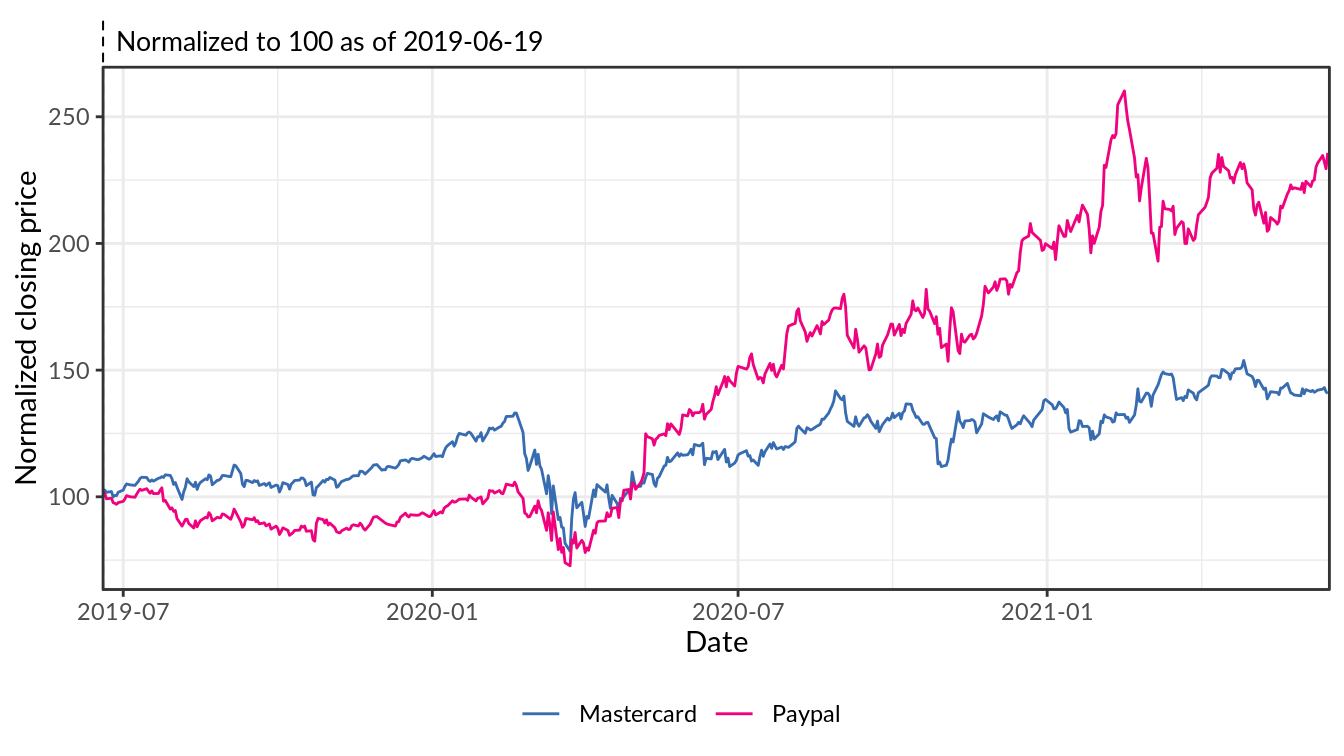 Normalized to 100 as of 2019-06-19
Normalized closing price
250
200
150
100
2019-07 2020-01 2020-07 2021-01
Date
Mastercard Paypal